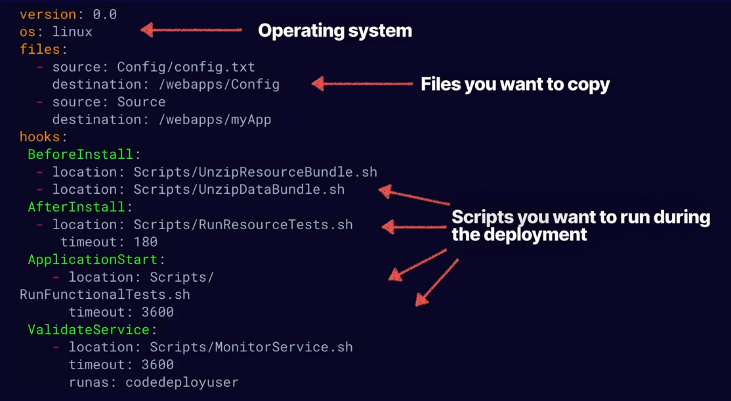 version: 0.0
os: linux
Operating system
files:
- source: Config/config.txt
destination: /webapps/Config
Files you want to copy
- source: Source
destination: /webapps/myApp
hooks:
BeforeInstall:
- location: Scripts/UnzipResourceBundle.sh
- location: Scripts/UnzipDataBundle.sh
AfterInstall:
- location: Scripts/RunResourceTests.sh
timeout: 180
Scripts you want to run during
the deployment
ApplicationStart:
- location: Scripts/
RunFunctionalTests.sh
timeout: 3600
ValidateService:
- location: Scripts/MonitorService.sh
timeout: 3600
runas: codedeployuser